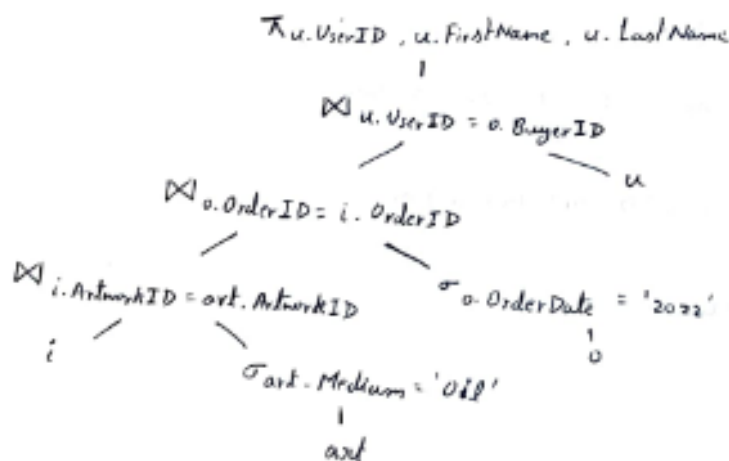 π u.UserID , u.FirstName , u.LastName
⋈ u.UserID = o.BuyerID
u
⋈ o.OrderID = i.OrderID
⋈ i.ArtworkID = art.ArtworkID
σ o.OrderDate = '2022'
i
o
σ art.Medium = 'Oil'
art